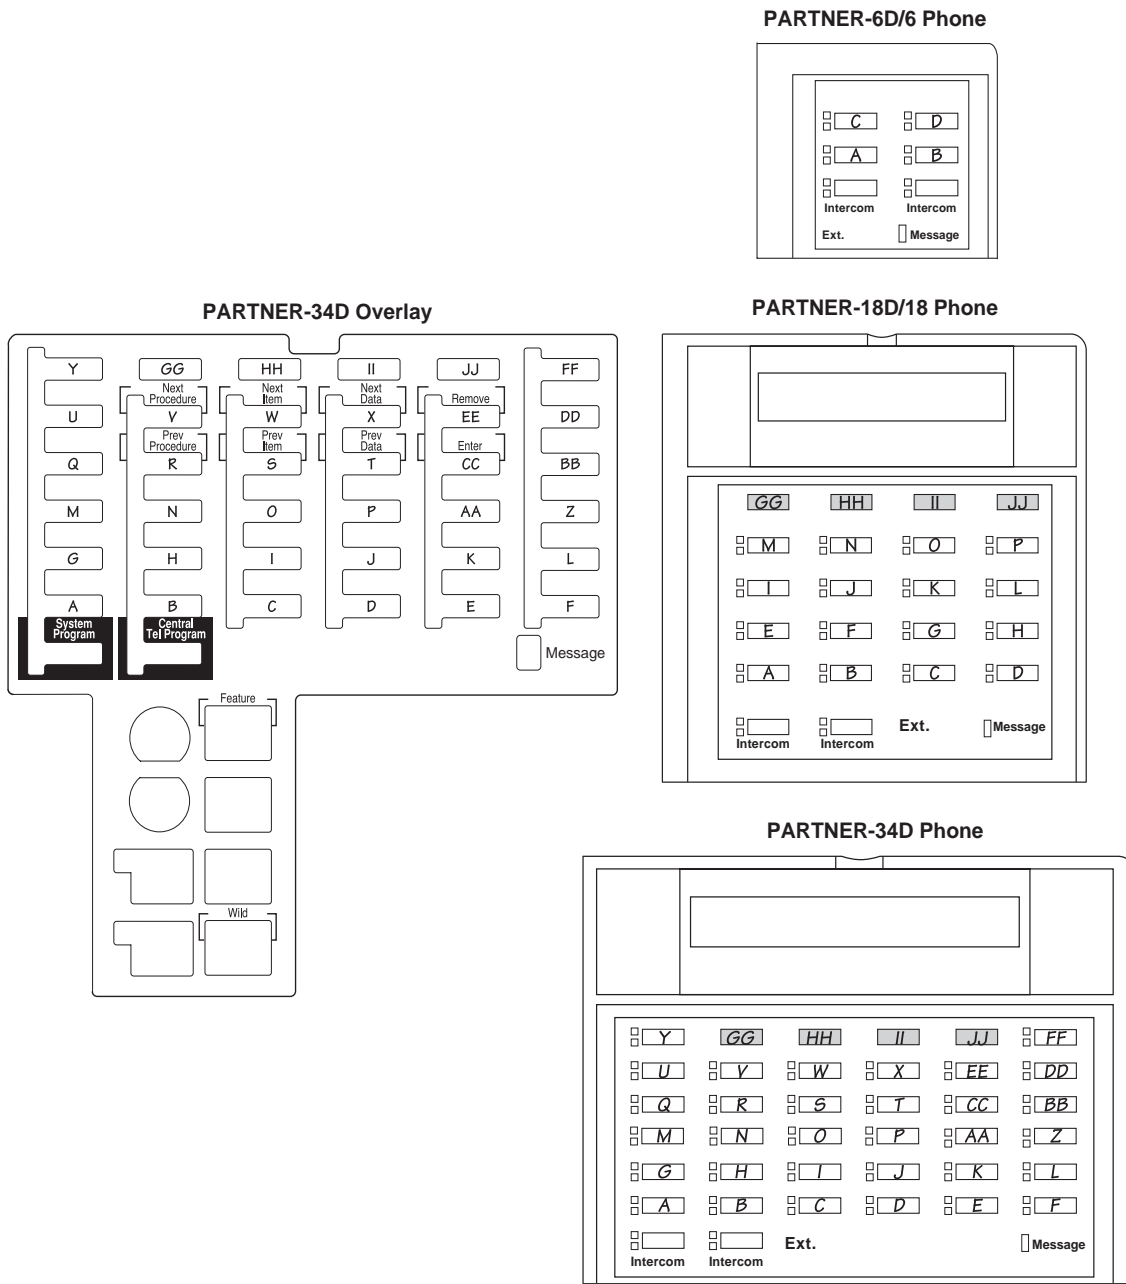 PARTNER-6D/6 Phone
C D
A B
Intercom Intercom
Ext. Message
PARTNER-34D Overlay
Y GG HH II JJ FF
Next Procedure Next Item Next Data Remove
U V W X EE DD
Prev Procedure Prev Item Prev Data Enter
Q R S T CC BB
M N O P AA Z
G H I J K L
A B C D E F
System Program Central Tel Program
Message
Feature
Wild
PARTNER-18D/18 Phone
GG HH II JJ
M N O P
I J K L
E F G H
A B C D
Ext. Message
Intercom Intercom
PARTNER-34D Phone
Y GG HH II JJ FF
U V W X EE DD
Q R S T CC BB
M N O P AA Z
G H I J K L
A B C D E F
Ext. Message
Intercom Intercom